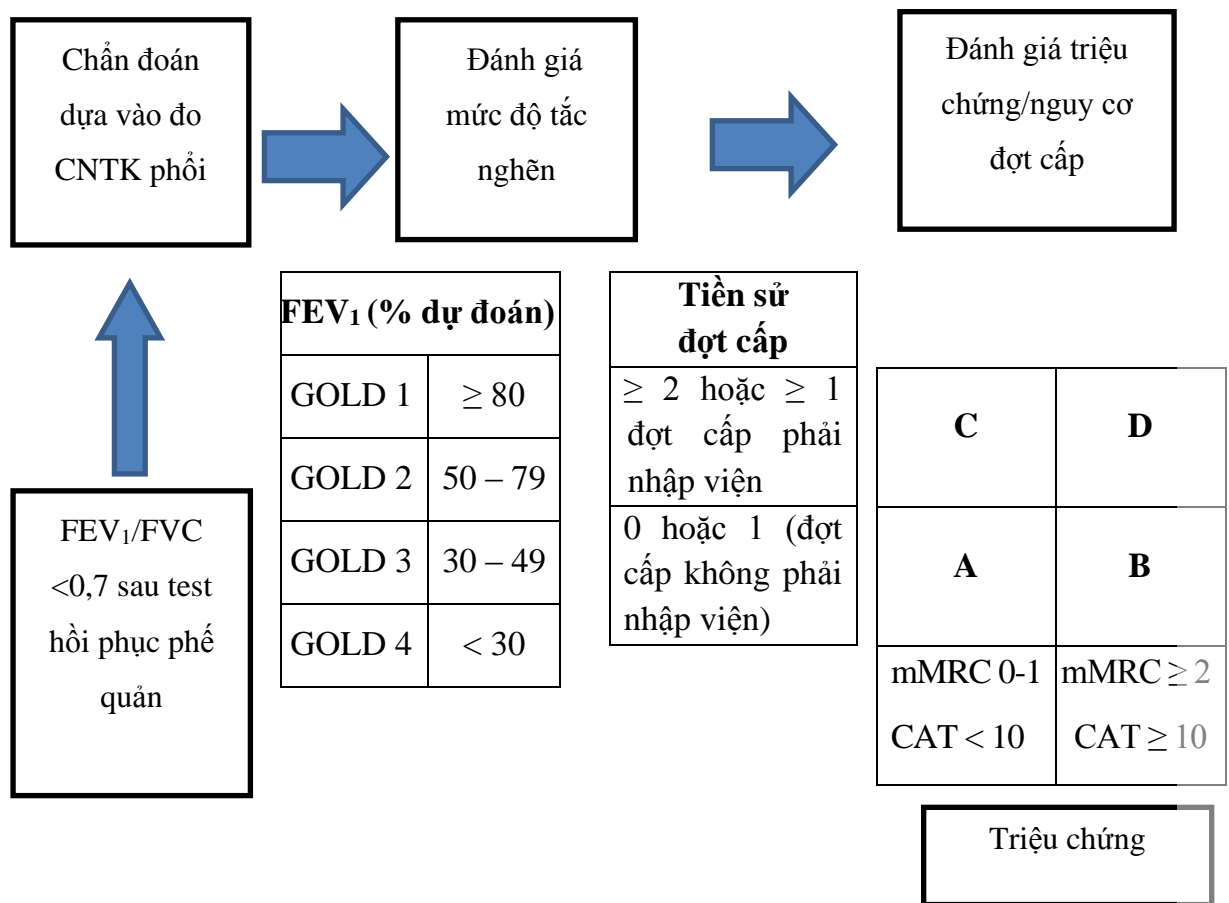 Chẩn đoán
dựa vào đo
CNTK phổi
Đánh giá
mức độ tắc
nghẽn
Đánh giá triệu
chứng/nguy cơ
đợt cấp
FEV₁/FVC
<0,7 sau test
hồi phục phế
quản
FEV₁ (% dự đoán)
GOLD 1 ≥ 80
GOLD 2 50 – 79
GOLD 3 30 – 49
GOLD 4 < 30
Tiền sử
đợt cấp
≥ 2 hoặc ≥ 1
đợt cấp phải
nhập viện
0 hoặc 1 (đợt
cấp không phải
nhập viện)
C D
A B
mMRC 0-1 mMRC ≥ 2
CAT < 10 CAT ≥ 10
Triệu chứng